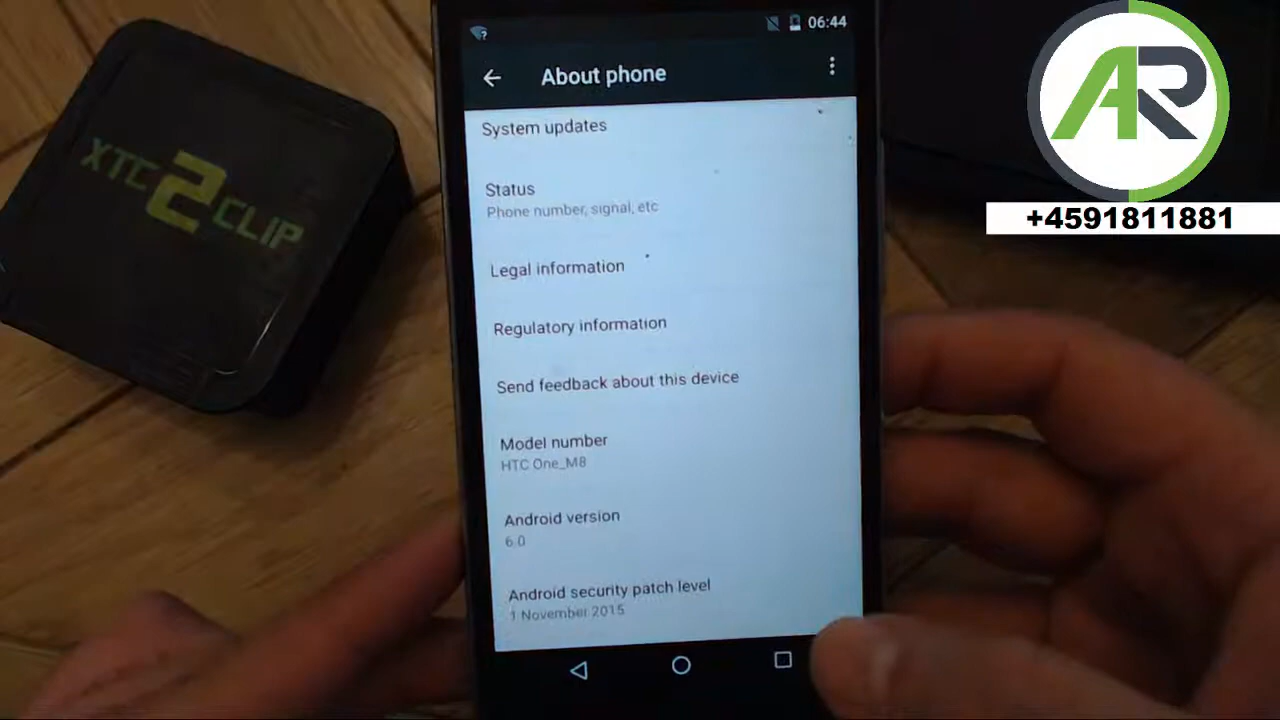 06:44
About phone
System updates
Status
Phone number, signal, etc
Legal information
Regulatory information
Send feedback about this device
Model number
HTC One_M8
Android version
6.0
Android security patch level
1 November 2015
XTC 2 CLIP
AR
+4591811881